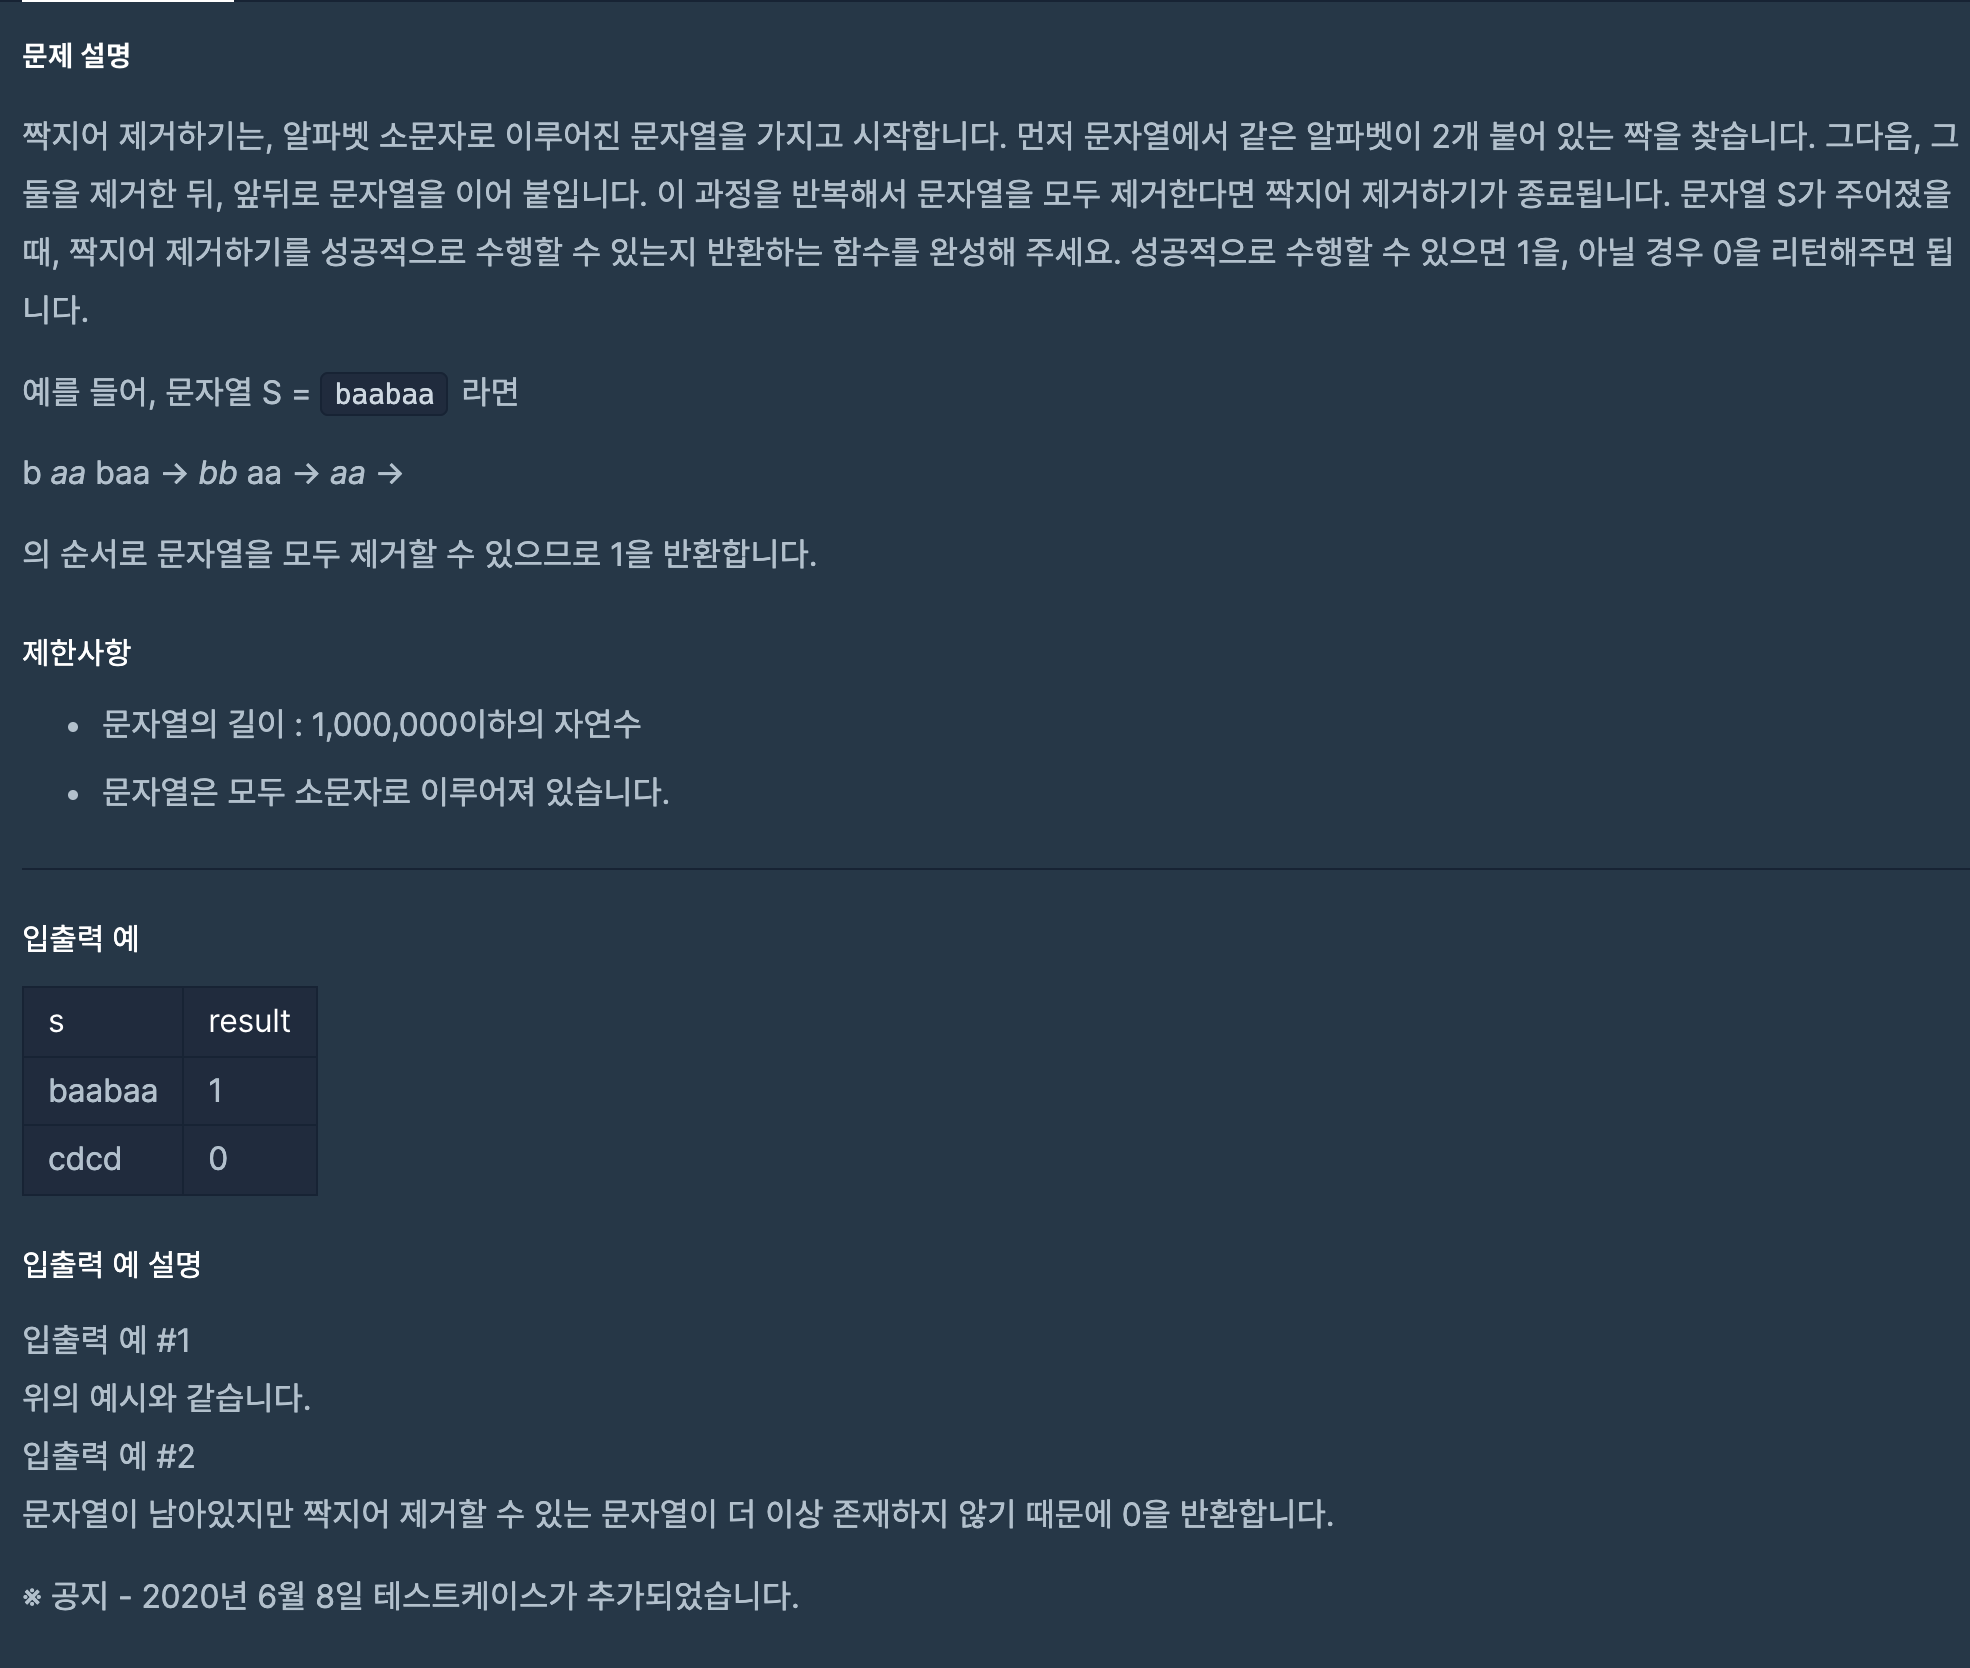 문제 설명
짝지어 제거하기는, 알파벳 소문자로 이루어진 문자열을 가지고 시작합니다. 먼저 문자열에서 같은 알파벳이 2개 붙어 있는 짝을 찾습니다. 그다음, 그
둘을 제거한 뒤, 앞뒤로 문자열을 이어 붙입니다. 이 과정을 반복해서 문자열을 모두 제거한다면 짝지어 제거하기가 종료됩니다. 문자열 S가 주어졌을
때, 짝지어 제거하기를 성공적으로 수행할 수 있는지 반환하는 함수를 완성해 주세요. 성공적으로 수행할 수 있으면 1을, 아닐 경우 0을 리턴해주면 됩
니다.
예를 들어, 문자열 S = baabaa 라면
b aa baa → bb aa → aa →
의 순서로 문자열을 모두 제거할 수 있으므로 1을 반환합니다.
제한사항
• 문자열의 길이 : 1,000,000이하의 자연수
• 문자열은 모두 소문자로 이루어져 있습니다.
입출력 예
s result
baabaa 1
cdcd 0
입출력 예 설명
입출력 예 #1
위의 예시와 같습니다.
입출력 예 #2
문자열이 남아있지만 짝지어 제거할 수 있는 문자열이 더 이상 존재하지 않기 때문에 0을 반환합니다.
※ 공지 - 2020년 6월 8일 테스트케이스가 추가되었습니다.